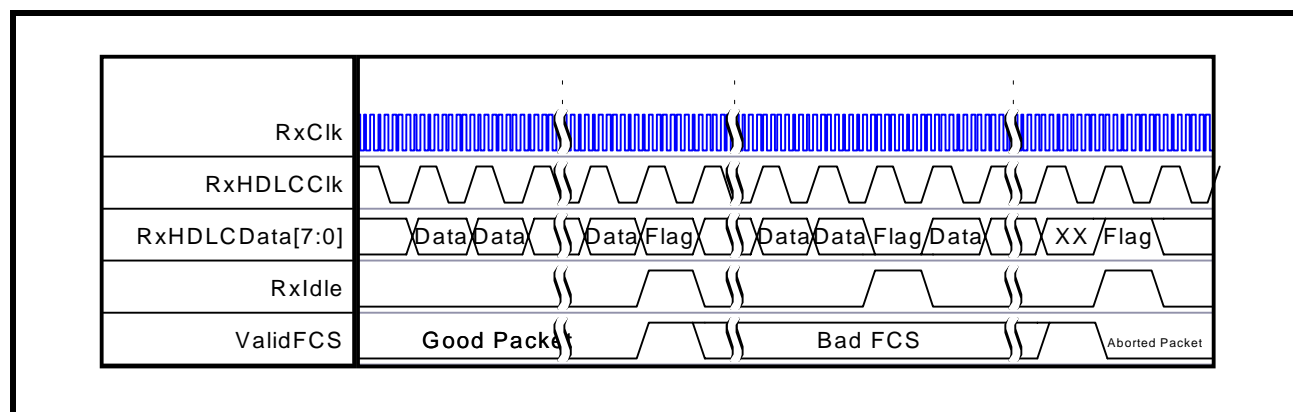 RxClk
RxHDLCClk
RxHDLCData[7:0] Data Data Data Flag Data Data Flag Data XX Flag
RxIdle
ValidFCS Good Packet Bad FCS Aborted Packet